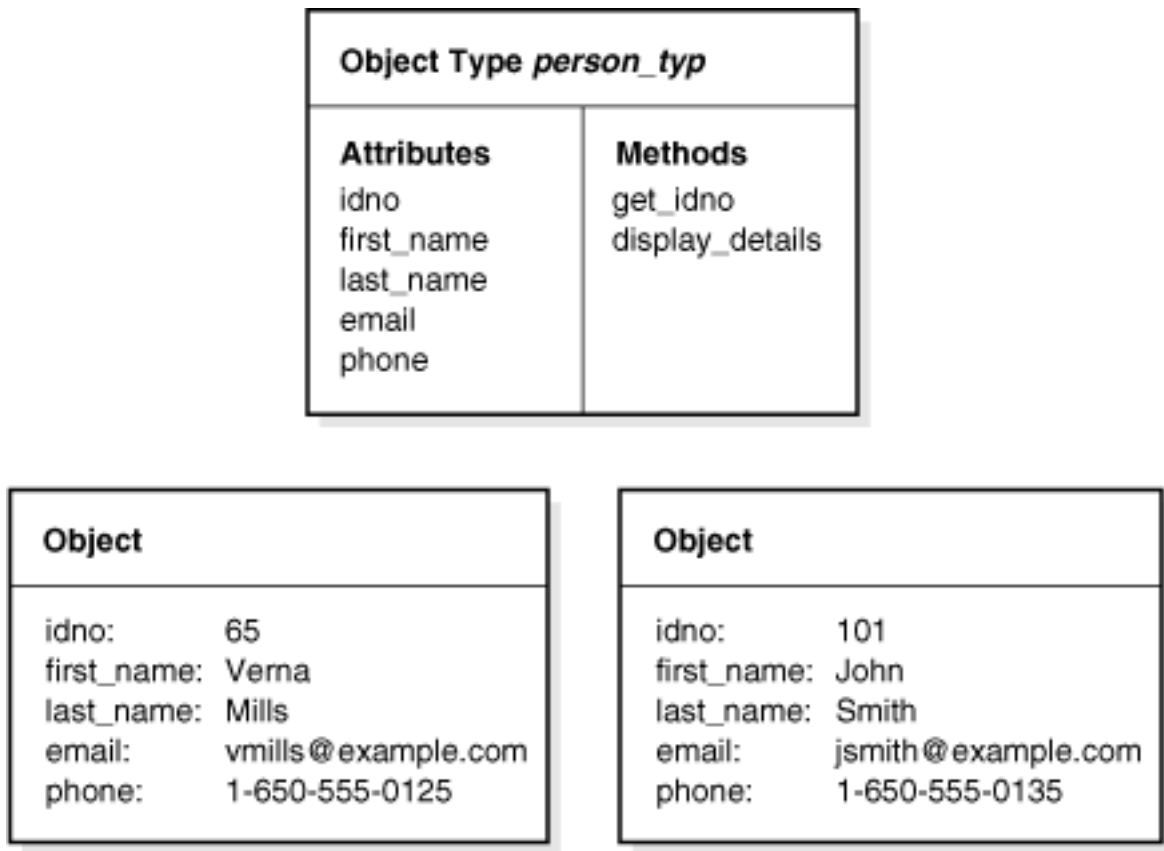 Object Type person_typ
Attributes
idno
first_name
last_name
email
phone
Methods
get_idno
display_details
Object
idno: 65
first_name: Verna
last_name: Mills
email: vmills@example.com
phone: 1-650-555-0125
Object
idno: 101
first_name: John
last_name: Smith
email: jsmith@example.com
phone: 1-650-555-0135